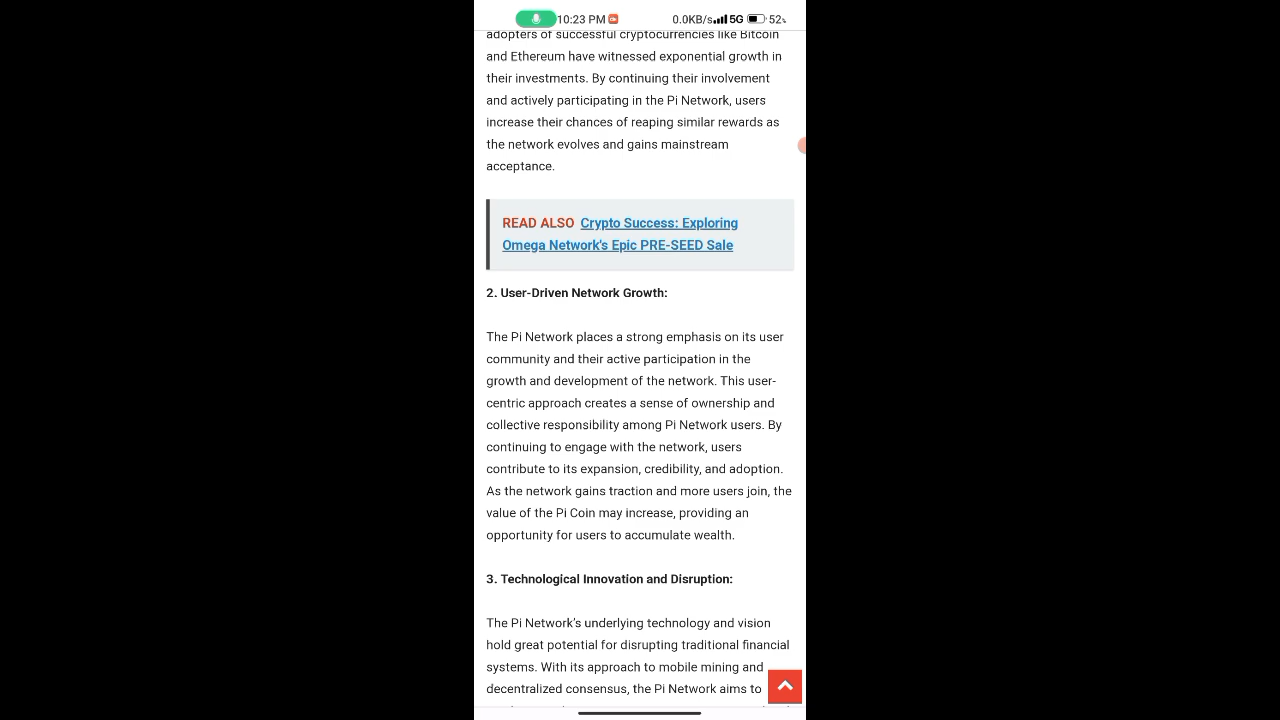 10:23 PM 0.0KB/s 5G 52%
adopters of successful cryptocurrencies like Bitcoin
and Ethereum have witnessed exponential growth in
their investments. By continuing their involvement
and actively participating in the Pi Network, users
increase their chances of reaping similar rewards as
the network evolves and gains mainstream
acceptance.
READ ALSO Crypto Success: Exploring
Omega Network's Epic PRE-SEED Sale
2. User-Driven Network Growth:
The Pi Network places a strong emphasis on its user
community and their active participation in the
growth and development of the network. This user-
centric approach creates a sense of ownership and
collective responsibility among Pi Network users. By
continuing to engage with the network, users
contribute to its expansion, credibility, and adoption.
As the network gains traction and more users join, the
value of the Pi Coin may increase, providing an
opportunity for users to accumulate wealth.
3. Technological Innovation and Disruption:
The Pi Network's underlying technology and vision
hold great potential for disrupting traditional financial
systems. With its approach to mobile mining and
decentralized consensus, the Pi Network aims to